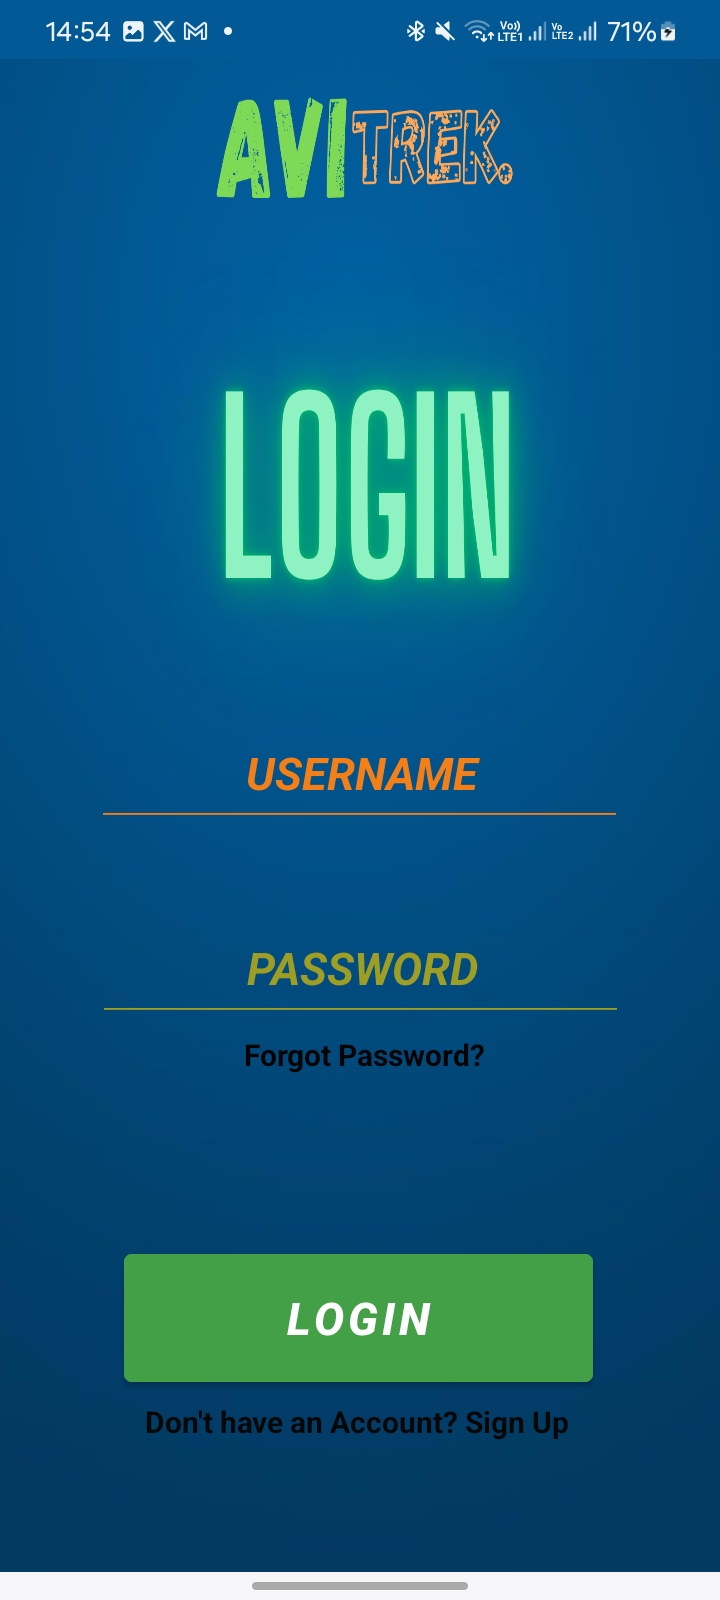 14:54 Vo)) LTE1 Vo LTE2 71%
AVITREK.
LOGIN
USERNAME
PASSWORD
Forgot Password?
LOGIN
Don't have an Account? Sign Up